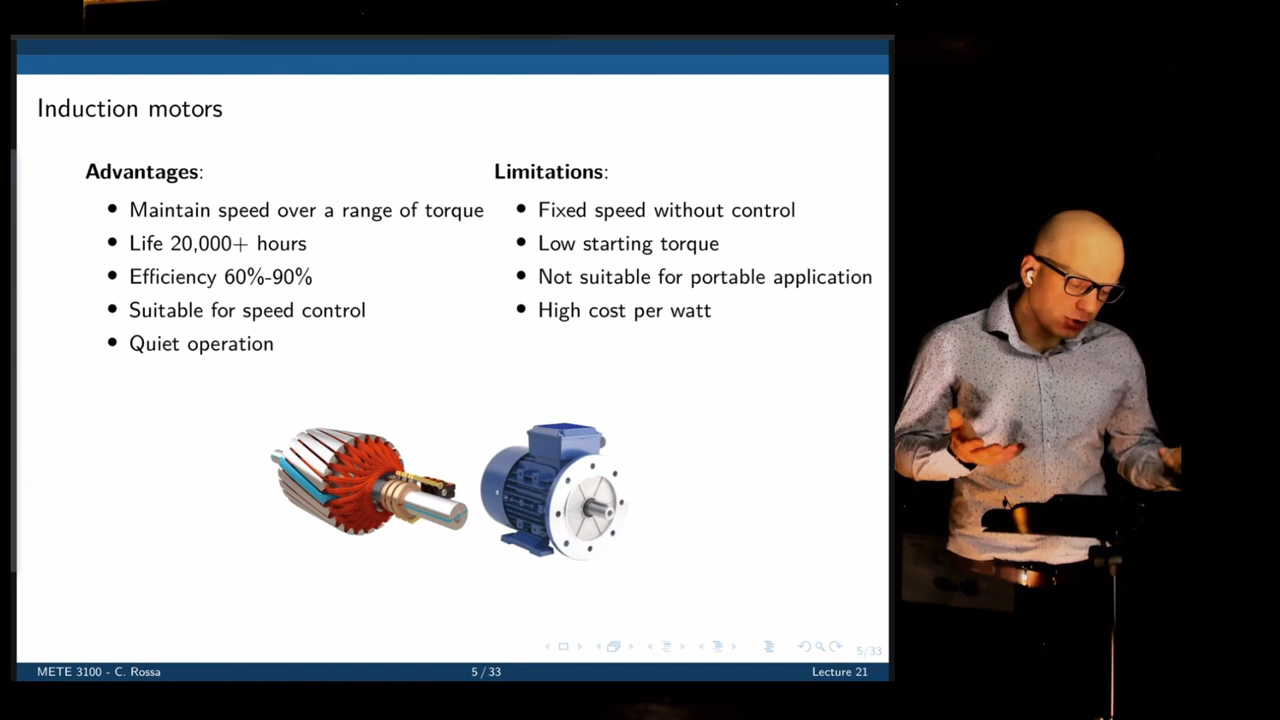 Induction motors
Advantages:
• Maintain speed over a range of torque
• Life 20,000+ hours
• Efficiency 60%-90%
• Suitable for speed control
• Quiet operation
Limitations:
• Fixed speed without control
• Low starting torque
• Not suitable for portable application
• High cost per watt
5/33
METE 3100 - C. Rossa
5 / 33
Lecture 21